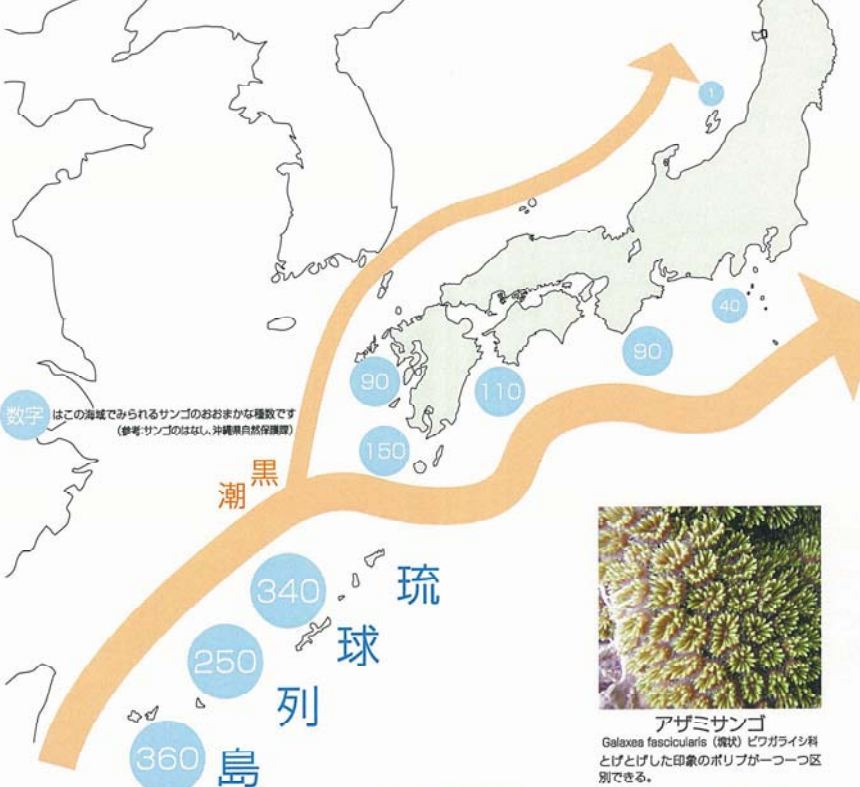 1
40
90
90
110
150
数字 はこの海域でみられるサンゴのおおまかな種数です
(参考:サンゴのはなし、沖縄県自然保護課)
黒潮
340
250
360
琉球列島
アザミサンゴ
Galaxea fascicularis (塊状) ビワガライシ科
とげとげした印象のポリプが一つ一つ区
別できる。